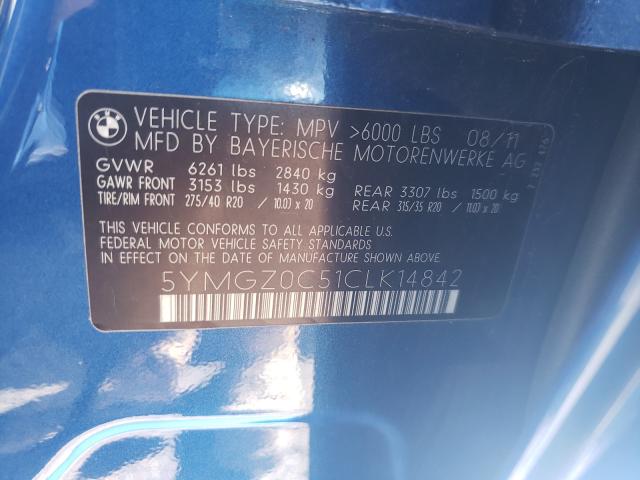 BMW
VEHICLE TYPE: MPV >6000 LBS 08/11
MFD BY BAYERISCHE MOTORENWERKE AG
GVWR 6261 lbs 2840 kg
GAWR FRONT 3153 lbs 1430 kg REAR 3307 lbs 1500 kg
TIRE/RIM FRONT 275/40 R20 / 10.0J x 20 REAR 315/35 R20 / 11.0J x 20
THIS VEHICLE CONFORMS TO ALL APPLICABLE U.S.
FEDERAL MOTOR VEHICLE SAFETY STANDARDS
IN EFFECT ON THE DATE OF MANUFACTURE SHOWN ABOVE.
5YMGZ0C51CLK14842